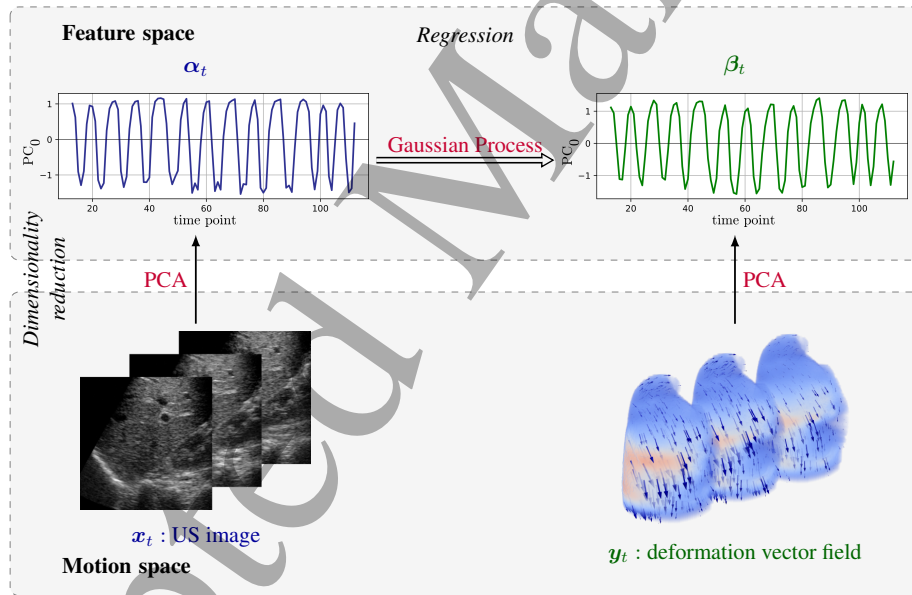 Feature space
Regression
α_t
β_t
PC_0
1
0
−1
20
40
60
80
100
time point
Gaussian Process
PC_0
1
0
−1
20
40
60
80
100
time point
Dimensionality
reduction
PCA
PCA
x_t : US image
y_t : deformation vector field
Motion space